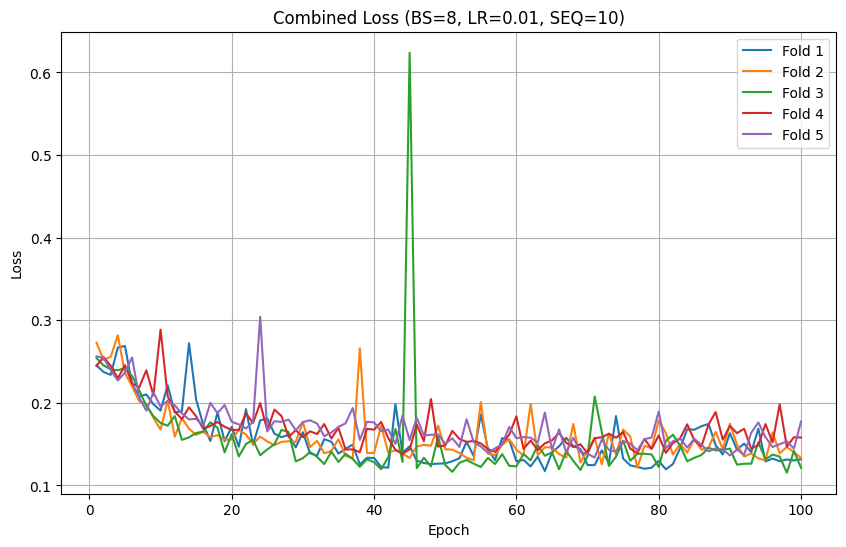 Combined Loss (BS=8, LR=0.01, SEQ=10)
Fold 1
Fold 2
Fold 3
Fold 4
Fold 5
0.6
0.5
0.4
0.3
0.2
0.1
Loss
0 20 40 60 80 100
Epoch